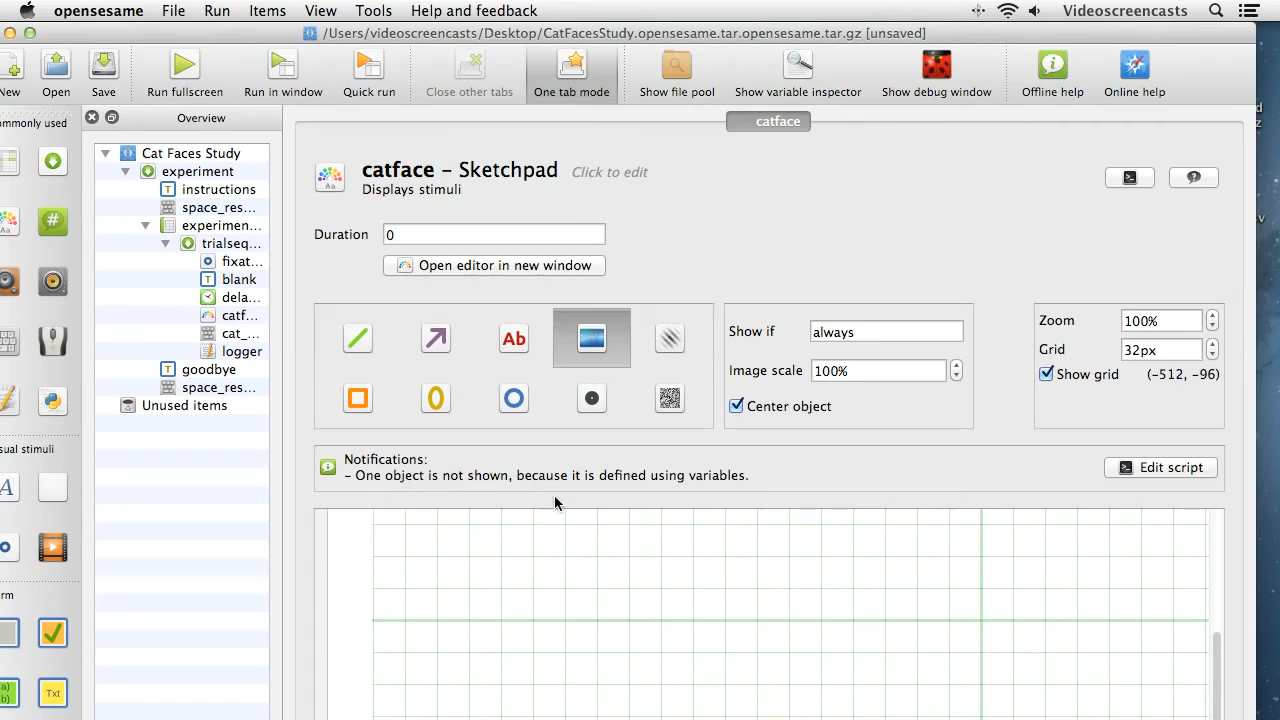 opensesame File Run Items View Tools Help and feedback Videoscreencasts
/Users/videoscreencasts/Desktop/CatFacesStudy.opensesame.tar.opensesame.tar.gz [unsaved]
New Open Save Run fullscreen Run in window Quick run Close other tabs One tab mode Show file pool Show variable inspector Show debug window Offline help Online help
ommonly used
Overview
catface
Cat Faces Study
experiment
instructions
space_res...
experimen...
trialseq...
fixat...
blank
dela...
catf...
cat_...
logger
goodbye
space_res...
Unused items
catface – Sketchpad Click to edit
Displays stimuli
Duration 0
Open editor in new window
Ab
Aa
Show if always
Image scale 100%
Center object
Zoom 100%
Grid 32px
Show grid (-512, -96)
Notifications:
– One object is not shown, because it is defined using variables.
Edit script
sual stimuli
A
rm
a)
b)
Txt